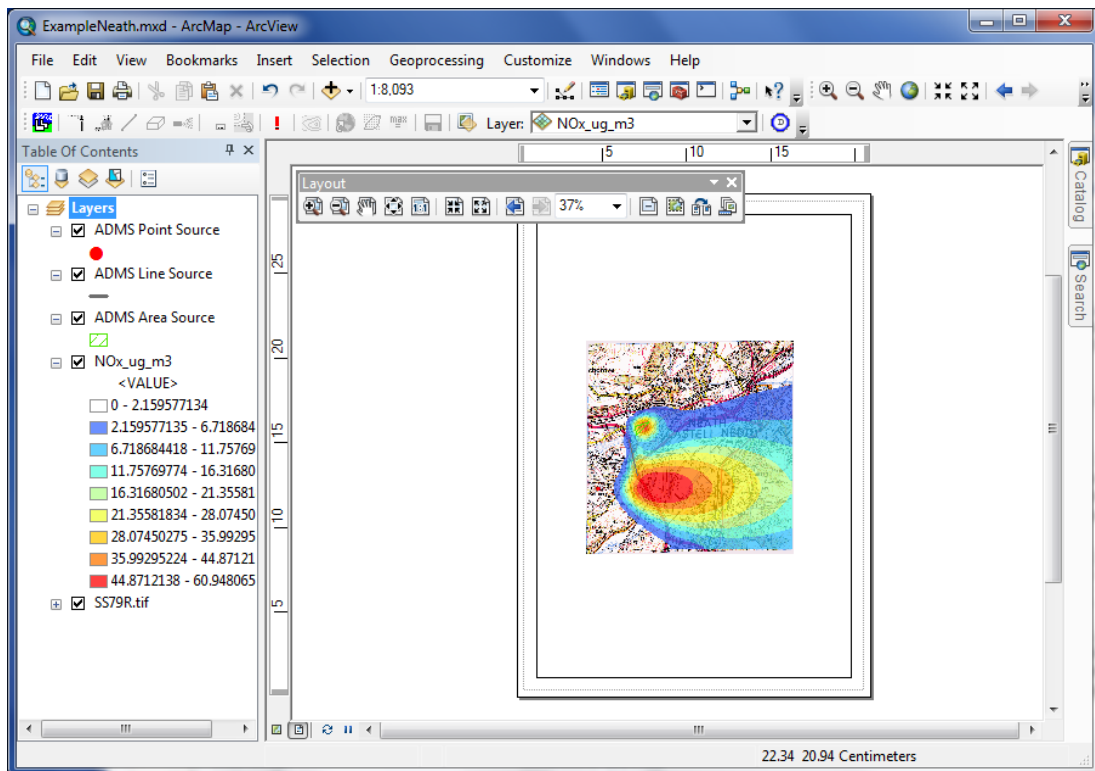 ExampleNeath.mxd - ArcMap - ArcView
File Edit View Bookmarks Insert Selection Geoprocessing Customize Windows Help
1:8,093
Layer: NOx_ug_m3
Table Of Contents
Layers
ADMS Point Source
ADMS Line Source
ADMS Area Source
NOx_ug_m3
<VALUE>
0 - 2.159577134
2.159577135 - 6.718684
6.718684418 - 11.75769
11.75769774 - 16.31680
16.31680502 - 21.35581
21.35581834 - 28.07450
28.07450275 - 35.99295
35.99295224 - 44.87121
44.8712138 - 60.948065
SS79R.tif
5 10 15
Layout
1:1
37%
25
20
15
10
5
NEATH
Catalog
Search
22.34 20.94 Centimeters